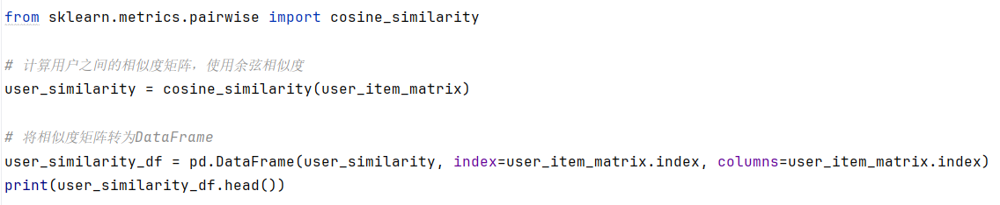 from sklearn.metrics.pairwise import cosine_similarity
# 计算用户之间的相似度矩阵，使用余弦相似度
user_similarity = cosine_similarity(user_item_matrix)
# 将相似度矩阵转为DataFrame
user_similarity_df = pd.DataFrame(user_similarity, index=user_item_matrix.index, columns=user_item_matrix.index)
print(user_similarity_df.head())